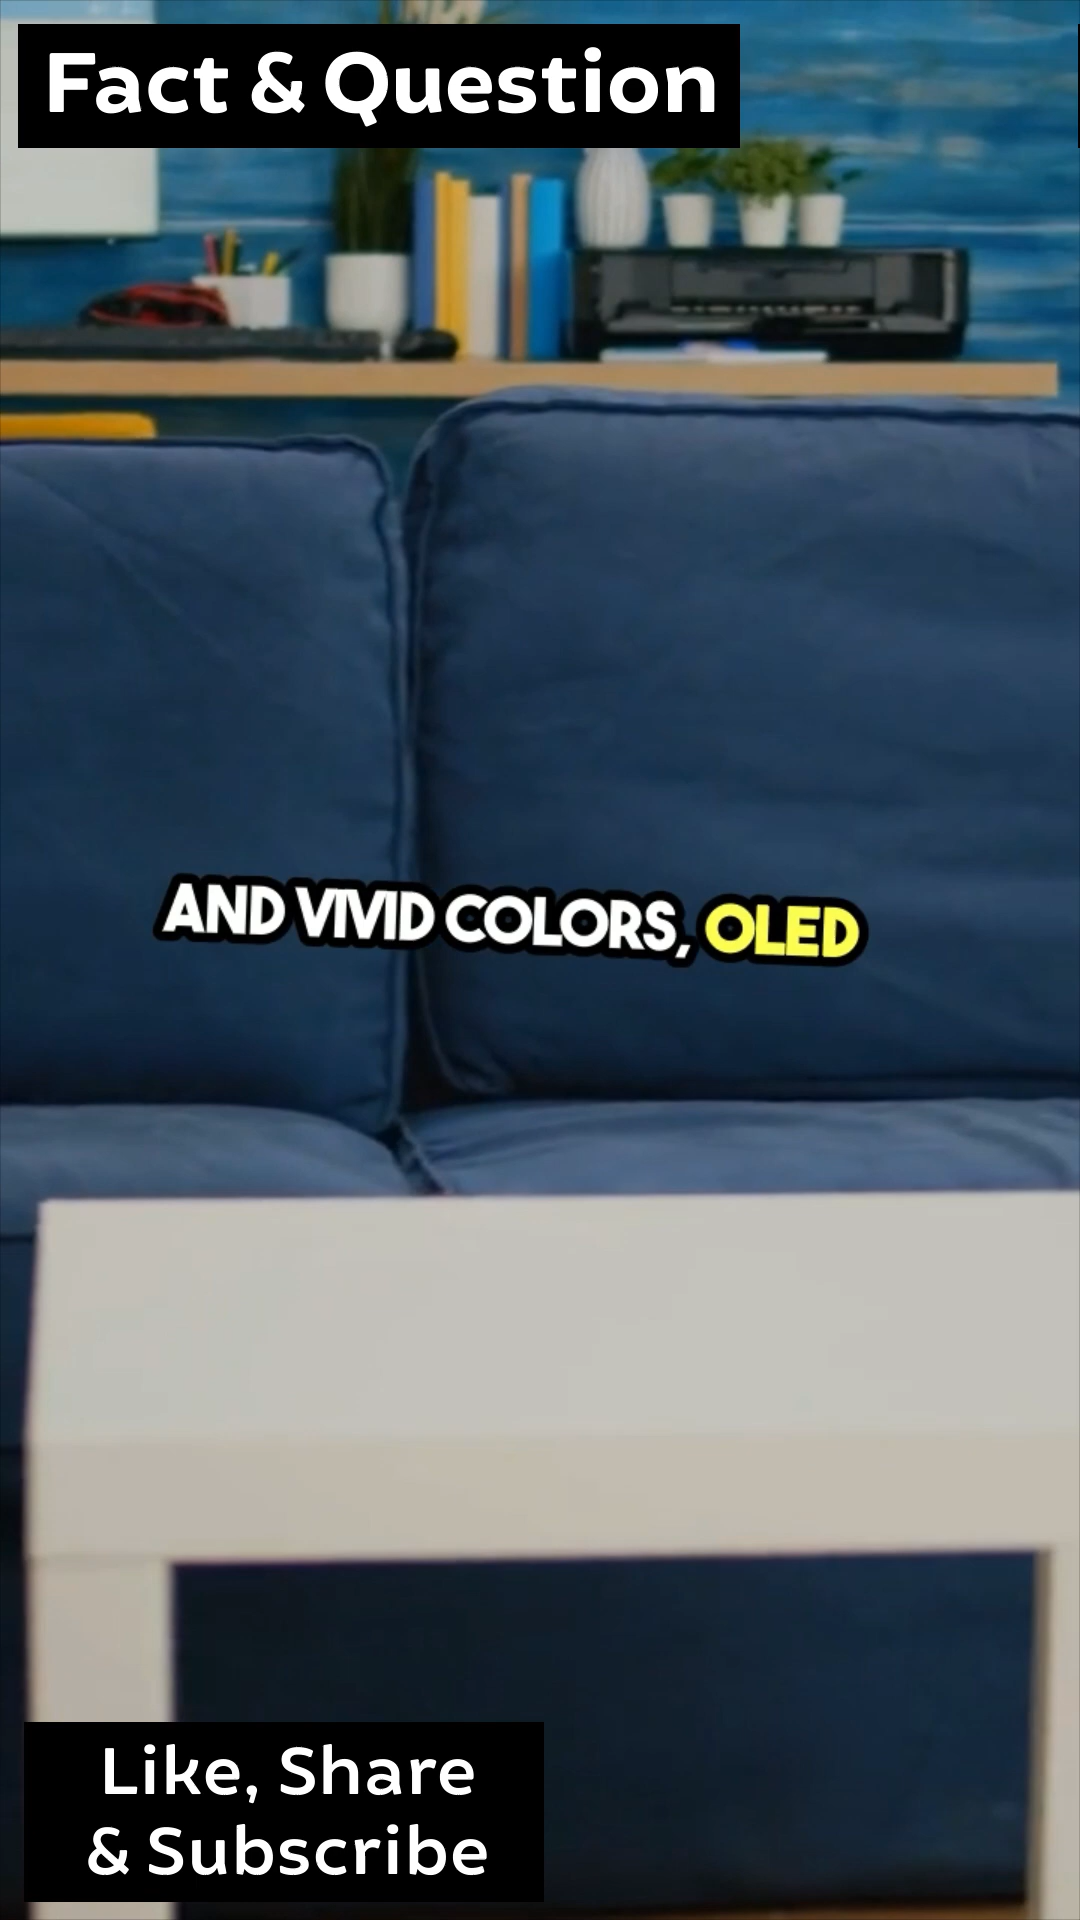 Fact & Question
AND VIVID COLORS, OLED
Like, Share
& Subscribe